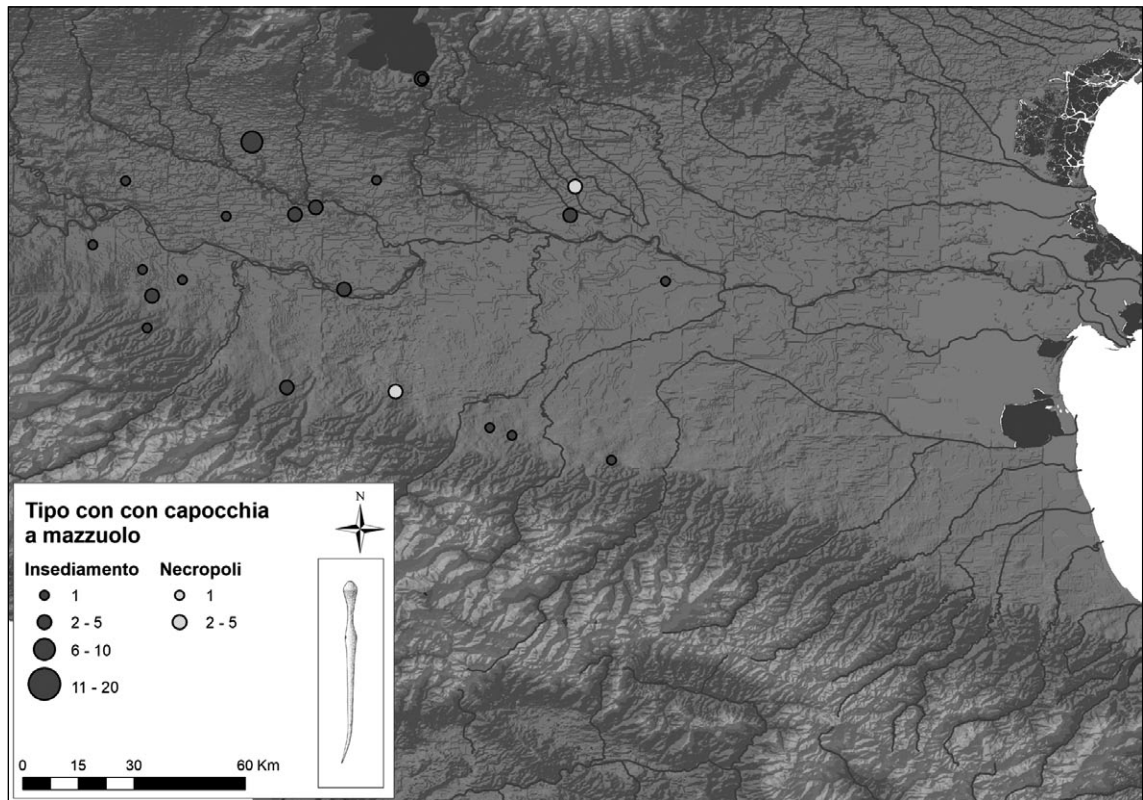 Tipo con con capocchia
a mazzuolo
N
Insediamento Necropoli
1 1
2 - 5 2 - 5
6 - 10
11 - 20
0 15 30 60 Km